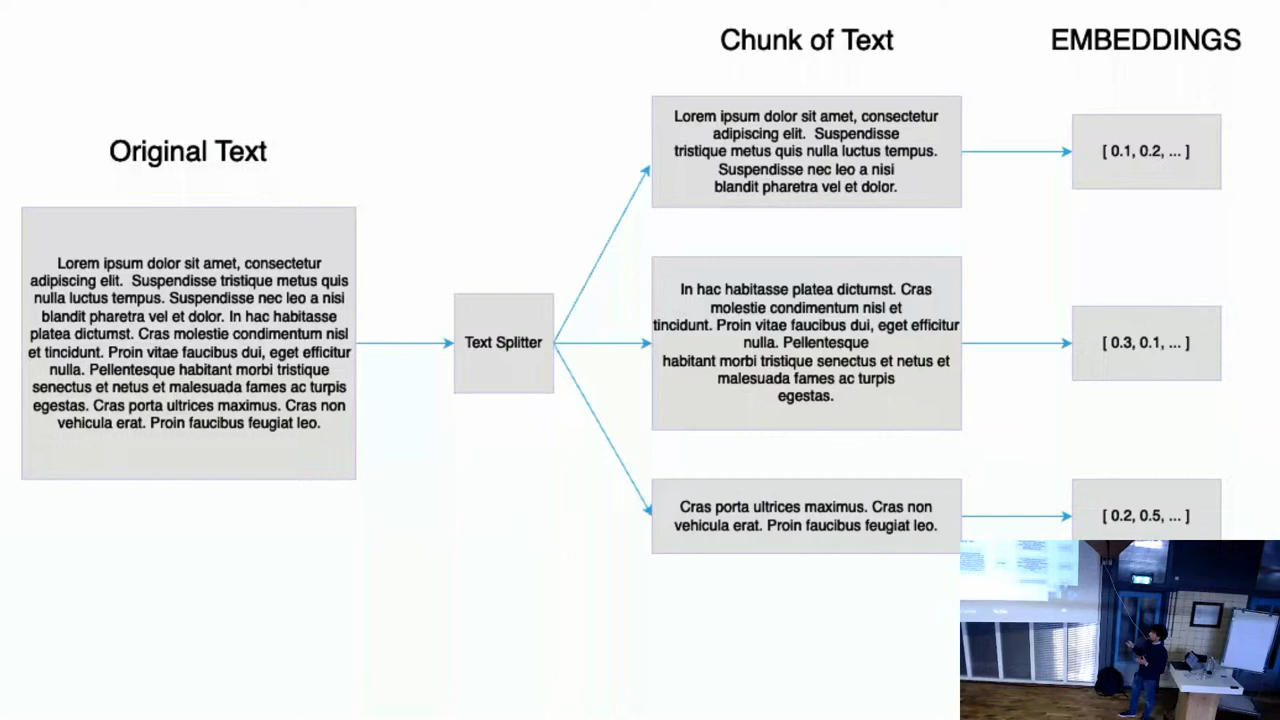 Chunk of Text
EMBEDDINGS
Original Text
Lorem ipsum dolor sit amet, consectetur
adipiscing elit.  Suspendisse tristique metus quis
nulla luctus tempus. Suspendisse nec leo a nisi
blandit pharetra vel et dolor. In hac habitasse
platea dictumst. Cras molestie condimentum nisl
et tincidunt. Proin vitae faucibus dui, eget efficitur
nulla. Pellentesque habitant morbi tristique
senectus et netus et malesuada fames ac turpis
egestas. Cras porta ultrices maximus. Cras non
vehicula erat. Proin faucibus feugiat leo.
Text Splitter
Lorem ipsum dolor sit amet, consectetur
adipiscing elit.  Suspendisse
tristique metus quis nulla luctus tempus.
Suspendisse nec leo a nisi
blandit pharetra vel et dolor.
[ 0.1, 0.2, ... ]
In hac habitasse platea dictumst. Cras
molestie condimentum nisl et
tincidunt. Proin vitae faucibus dui, eget efficitur
nulla. Pellentesque
habitant morbi tristique senectus et netus et
malesuada fames ac turpis
egestas.
[ 0.3, 0.1, ... ]
Cras porta ultrices maximus. Cras non
vehicula erat. Proin faucibus feugiat leo.
[ 0.2, 0.5, ... ]